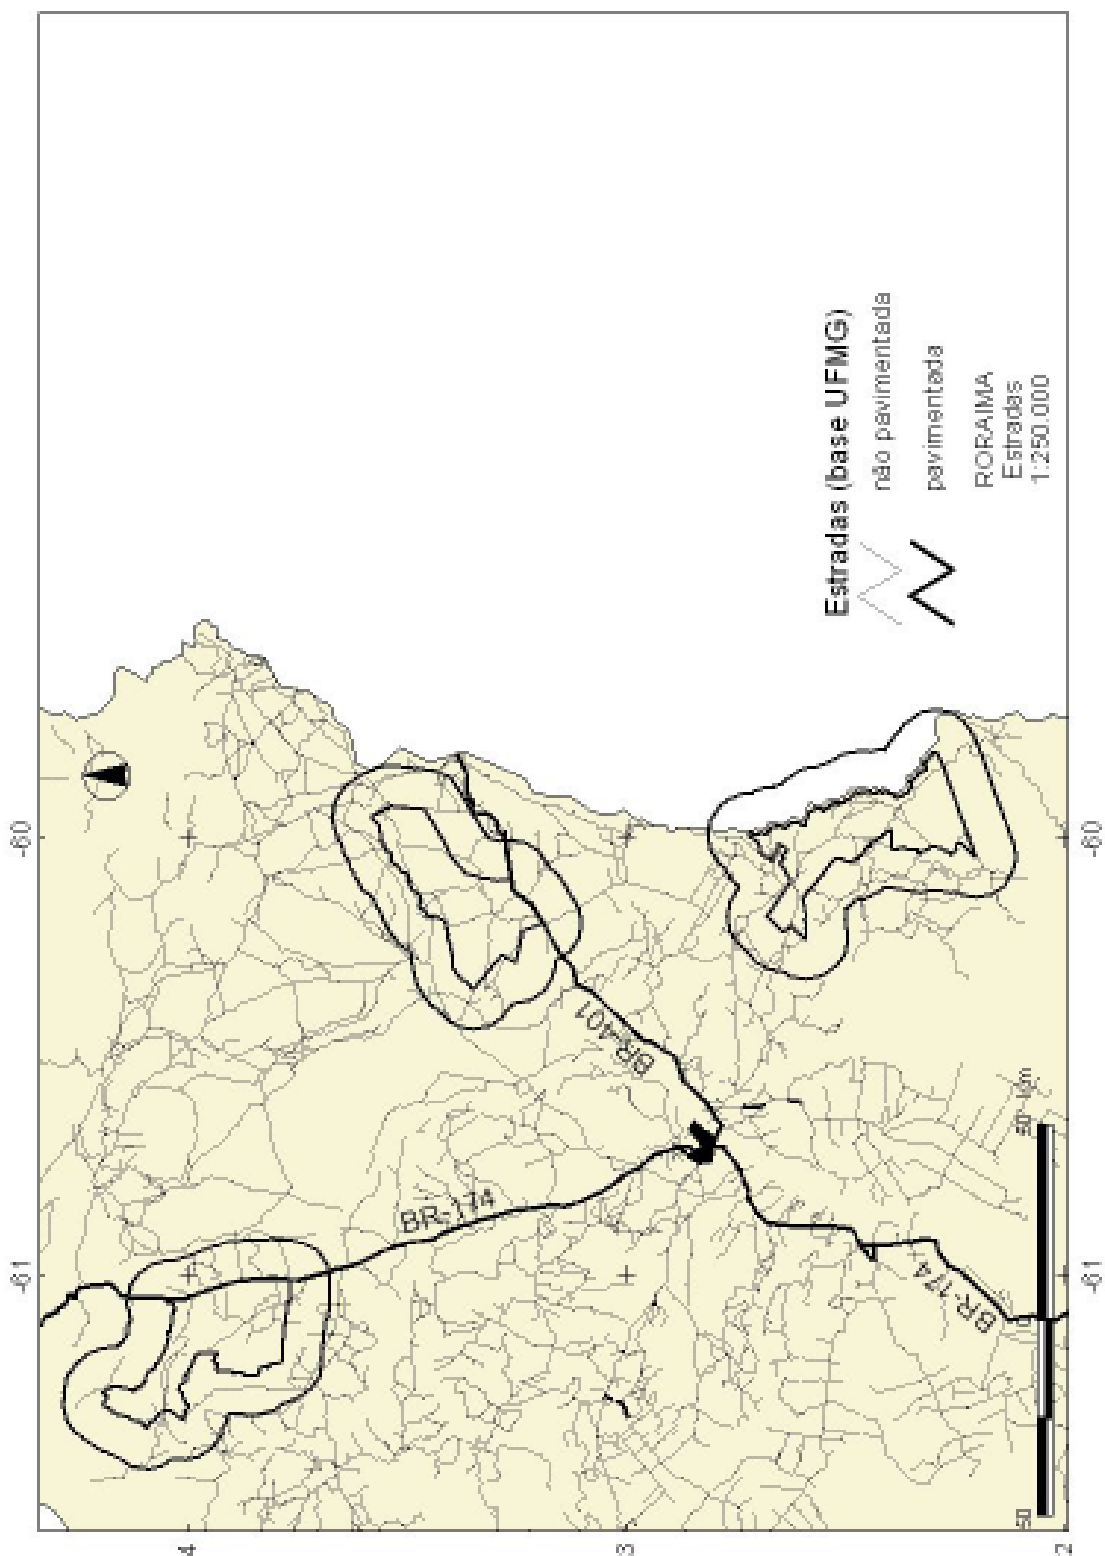 -60
-61
4
3
2
-60
-61
BR-174
BR-401
BR-174
50
50 km
Estradas (base UFMG)
não pavimentada
pavimentada
RORAIMA
Estradas
1:250.000